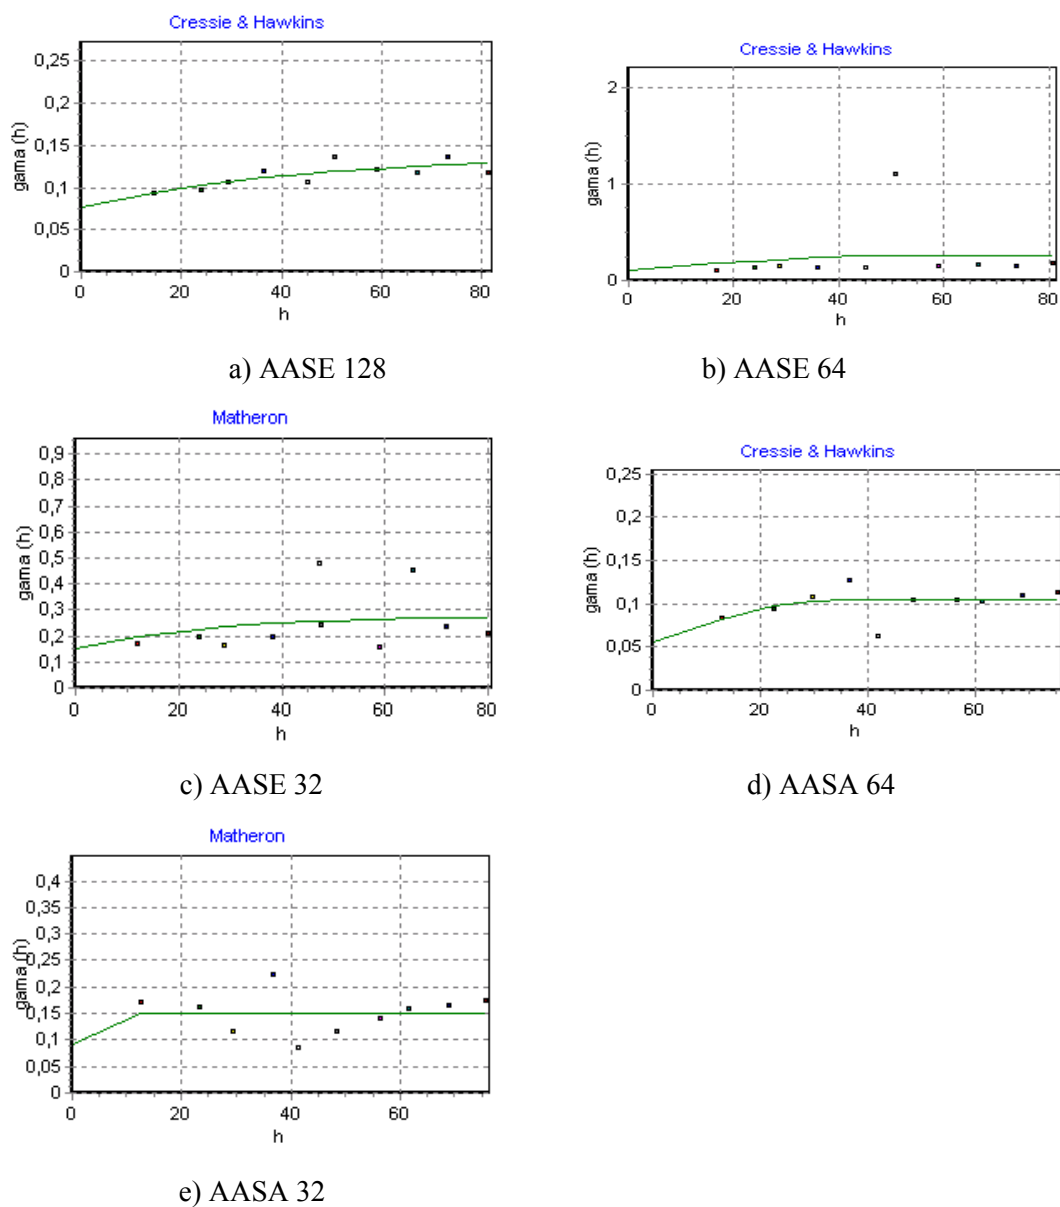 Cressie & Hawkins
gama (h)
0,25
0,2
0,15
0,1
0,05
0
0 20 40 60 80
h
a) AASE 128
Cressie & Hawkins
gama (h)
2
1
0
0 20 40 60 80
h
b) AASE 64
Matheron
gama (h)
0,9
0,8
0,7
0,6
0,5
0,4
0,3
0,2
0,1
0
0 20 40 60 80
h
c) AASE 32
Cressie & Hawkins
gama (h)
0,25
0,2
0,15
0,1
0,05
0
0 20 40 60
h
d) AASA 64
Matheron
gama (h)
0,4
0,35
0,3
0,25
0,2
0,15
0,1
0,05
0
0 20 40 60
h
e) AASA 32